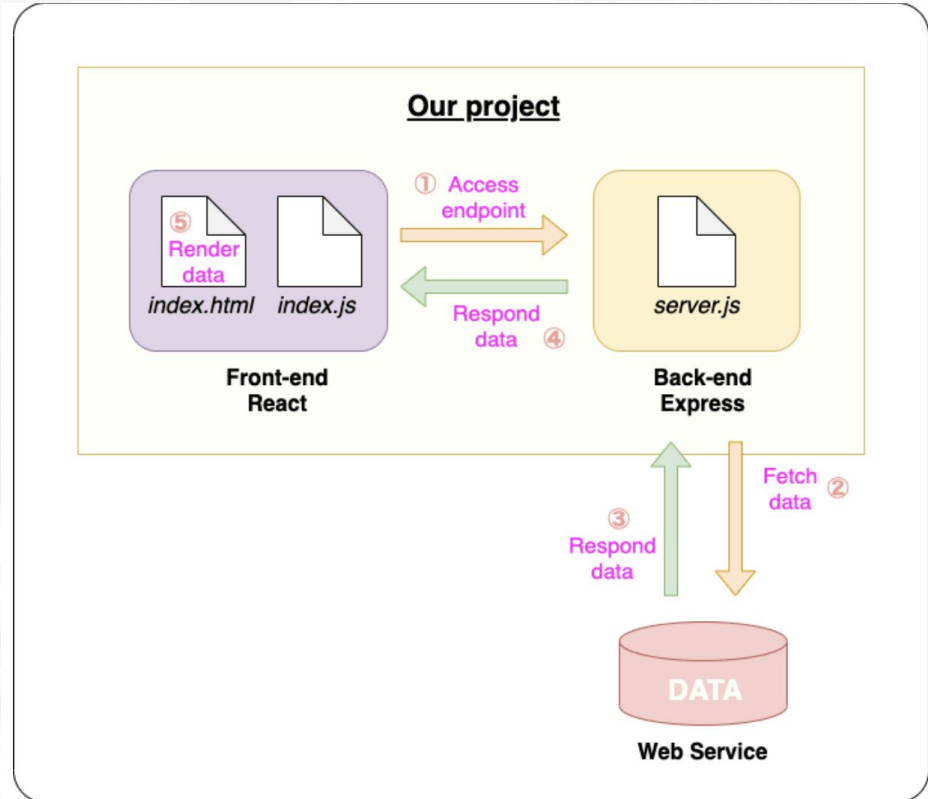 Our project
① Access
endpoint
⑤
Render
data
index.html index.js
server.js
Respond
data ④
Front-end
React
Back-end
Express
Fetch ②
data
③
Respond
data
DATA
Web Service